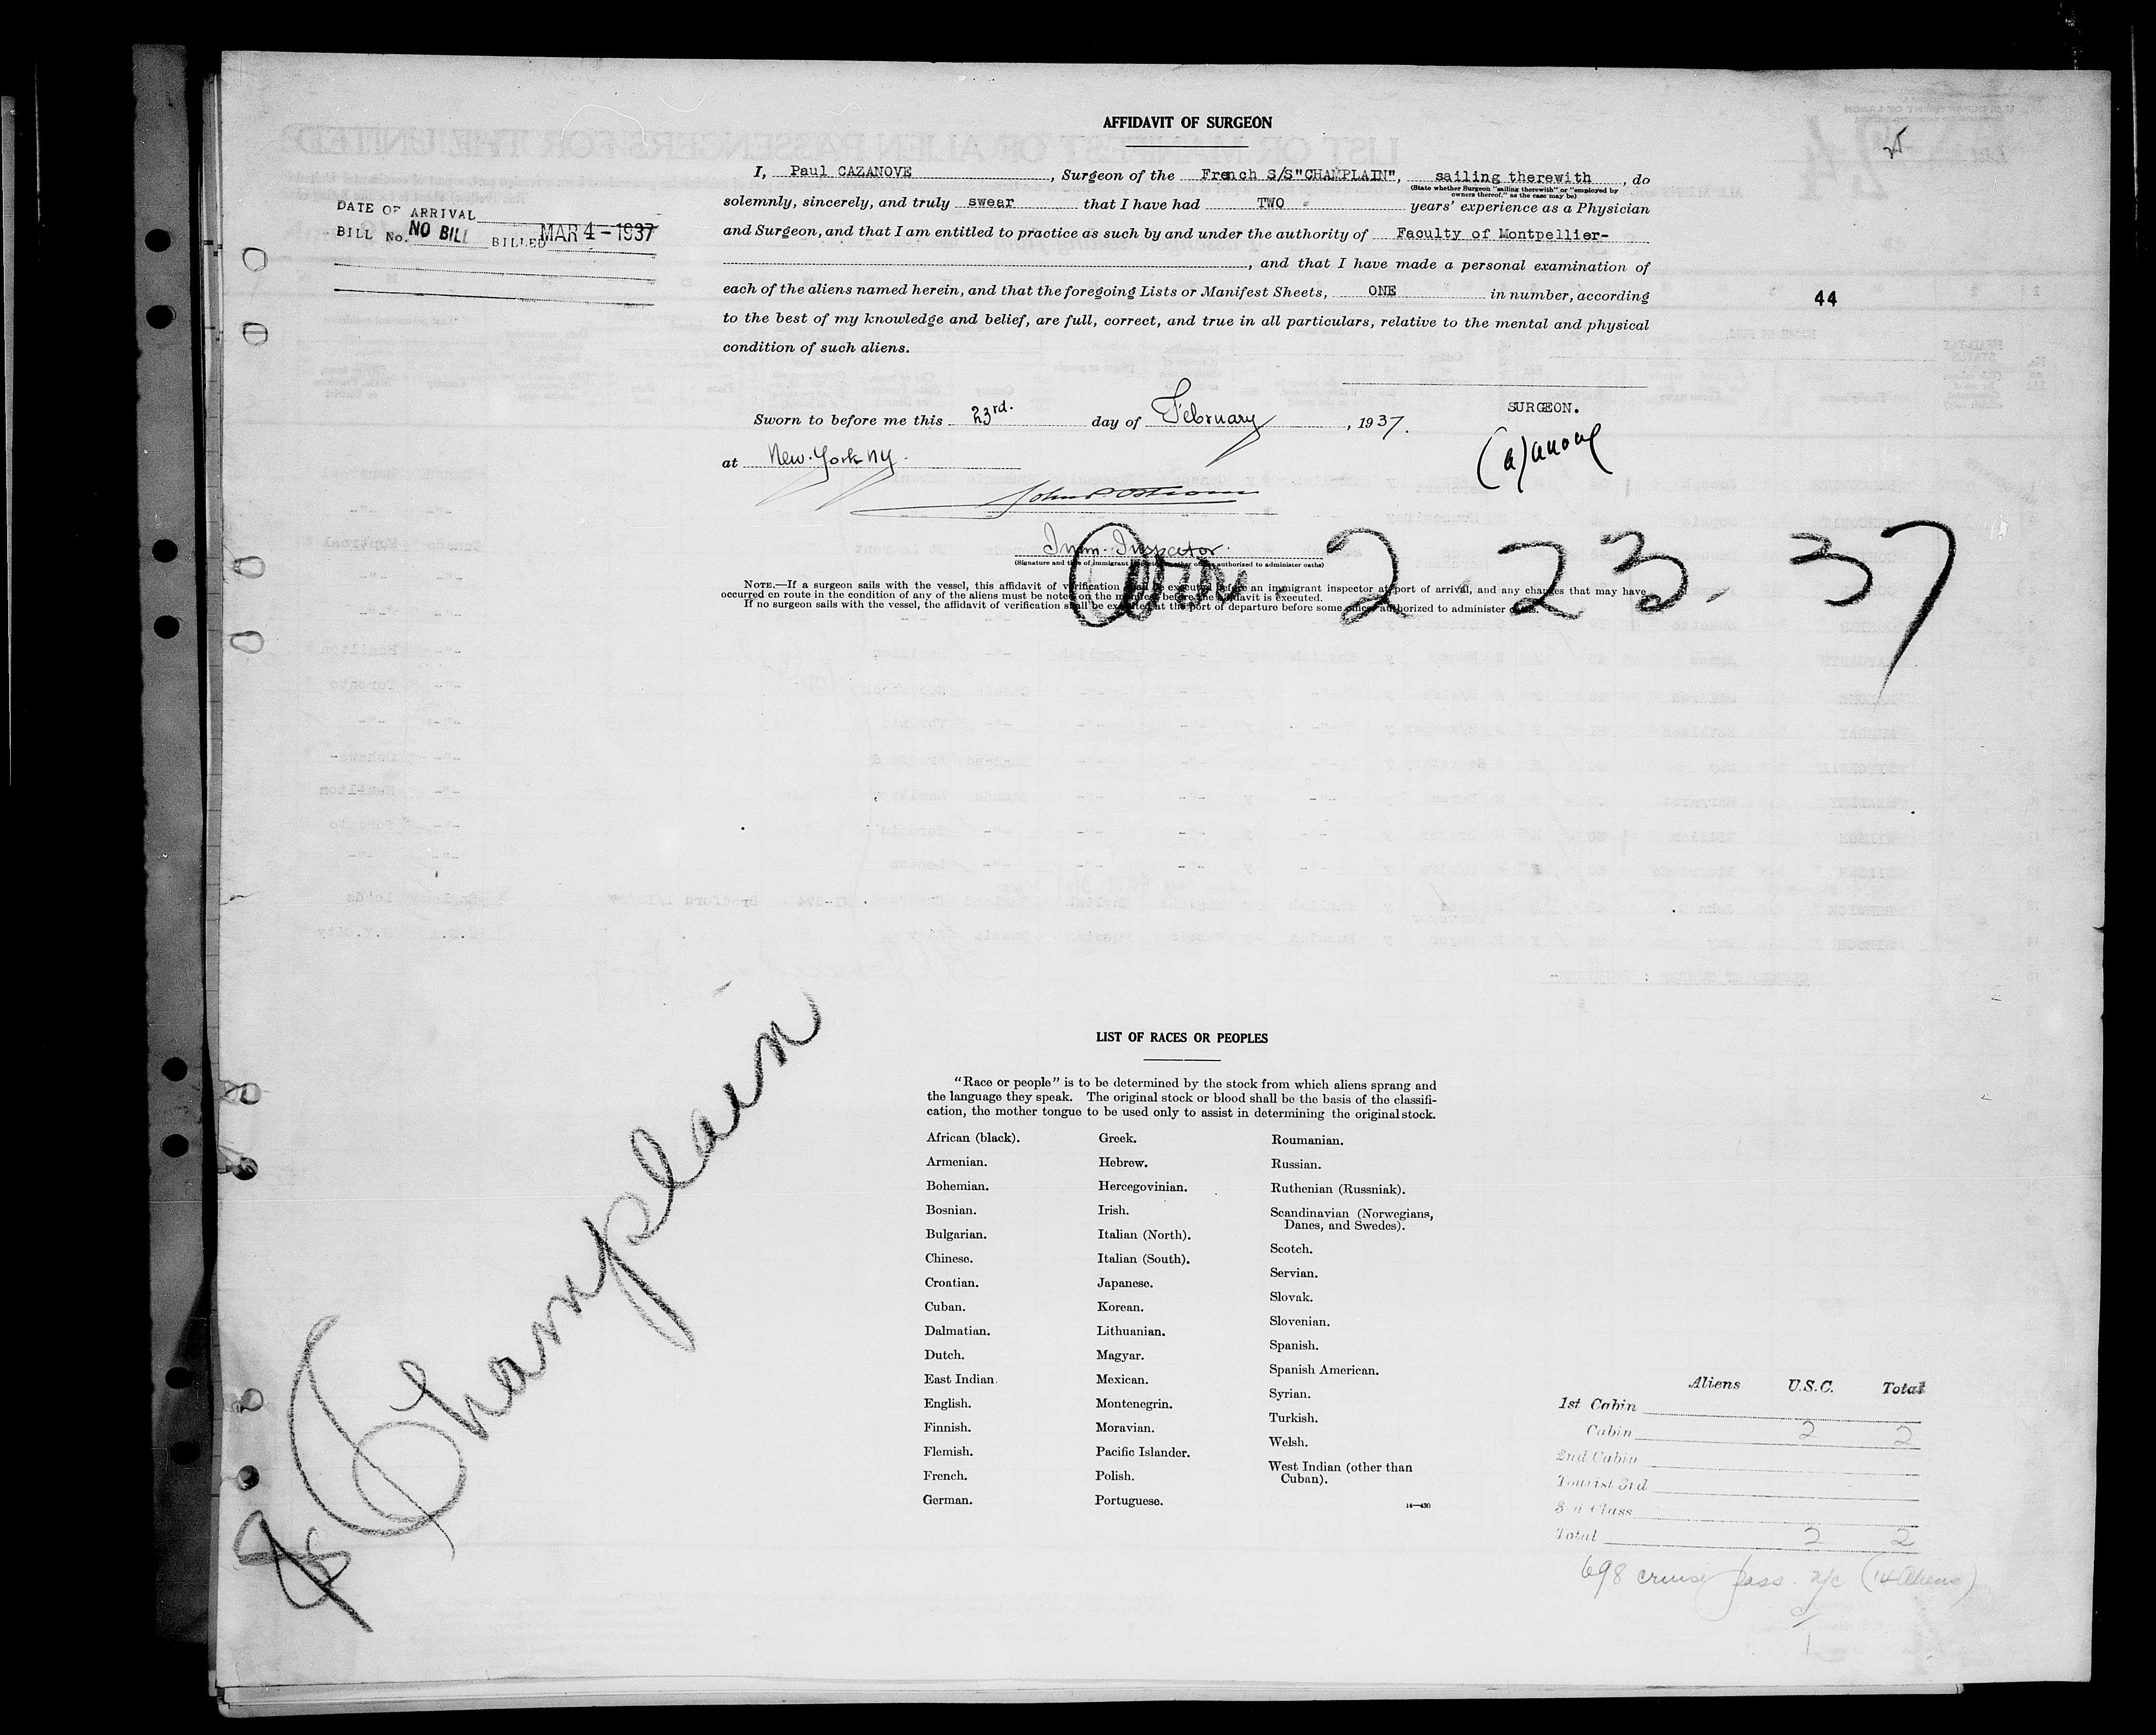 AFFIDAVIT OF SURGEON
I, Paul CAZANOVE, Surgeon of the French S/S"CHAMPLAIN", sailing therewith, do
(State whether Surgeon "sailing therewith" or "employed by owners thereof," as the case may be)
solemnly, sincerely, and truly swear that I have had TWO years' experience as a Physician
and Surgeon, and that I am entitled to practice as such by and under the authority of Faculty of Montpellier-
, and that I have made a personal examination of
each of the aliens named herein, and that the foregoing Lists or Manifest Sheets, ONE in number, according
to the best of my knowledge and belief, are full, correct, and true in all particulars, relative to the mental and physical
condition of such aliens.
DATE OF ARRIVAL
BILL No. NO BILL BILLED MAR 4-1937
44
SURGEON.
Cazanove
Sworn to before me this 23rd. day of February, 1937.
at New York NY.
Imm. Inspector.
(Signature and title of immigrant inspector or other officer authorized to administer oaths)
2 23. 37
NOTE.—If a surgeon sails with the vessel, this affidavit of verification shall be executed before an immigrant inspector at port of arrival, and any changes that may have
occurred en route in the condition of any of the aliens must be noted on the manifest before the affidavit is executed.
If no surgeon sails with the vessel, the affidavit of verification shall be executed at the port of departure before some officer authorized to administer oaths.
SS Champlain
LIST OF RACES OR PEOPLES
"Race or people" is to be determined by the stock from which aliens sprang and
the language they speak. The original stock or blood shall be the basis of the classifi-
cation, the mother tongue to be used only to assist in determining the original stock.
African (black).
Armenian.
Bohemian.
Bosnian.
Bulgarian.
Chinese.
Croatian.
Cuban.
Dalmatian.
Dutch.
East Indian.
English.
Finnish.
Flemish.
French.
German.
Greek.
Hebrew.
Hercegovinian.
Irish.
Italian (North).
Italian (South).
Japanese.
Korean.
Lithuanian.
Magyar.
Mexican.
Montenegrin.
Moravian.
Pacific Islander.
Polish.
Portuguese.
Roumanian.
Russian.
Ruthenian (Russniak).
Scandinavian (Norwegians,
Danes, and Swedes).
Scotch.
Servian.
Slovak.
Slovenian.
Spanish.
Spanish American.
Syrian.
Turkish.
Welsh.
West Indian (other than
Cuban).
14—430
Aliens U.S.C. Total
1st Cabin
Cabin 2 2
2nd Cabin
Tourist 3rd
3rd Class
Total 2 2
698 cruise pass. n/c (14 aliens)